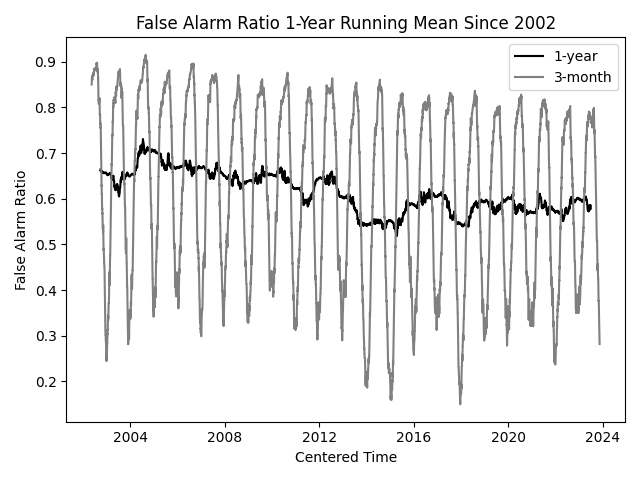 False Alarm Ratio 1-Year Running Mean Since 2002
1-year
3-month
False Alarm Ratio
0.9
0.8
0.7
0.6
0.5
0.4
0.3
0.2
2004 2008 2012 2016 2020 2024
Centered Time